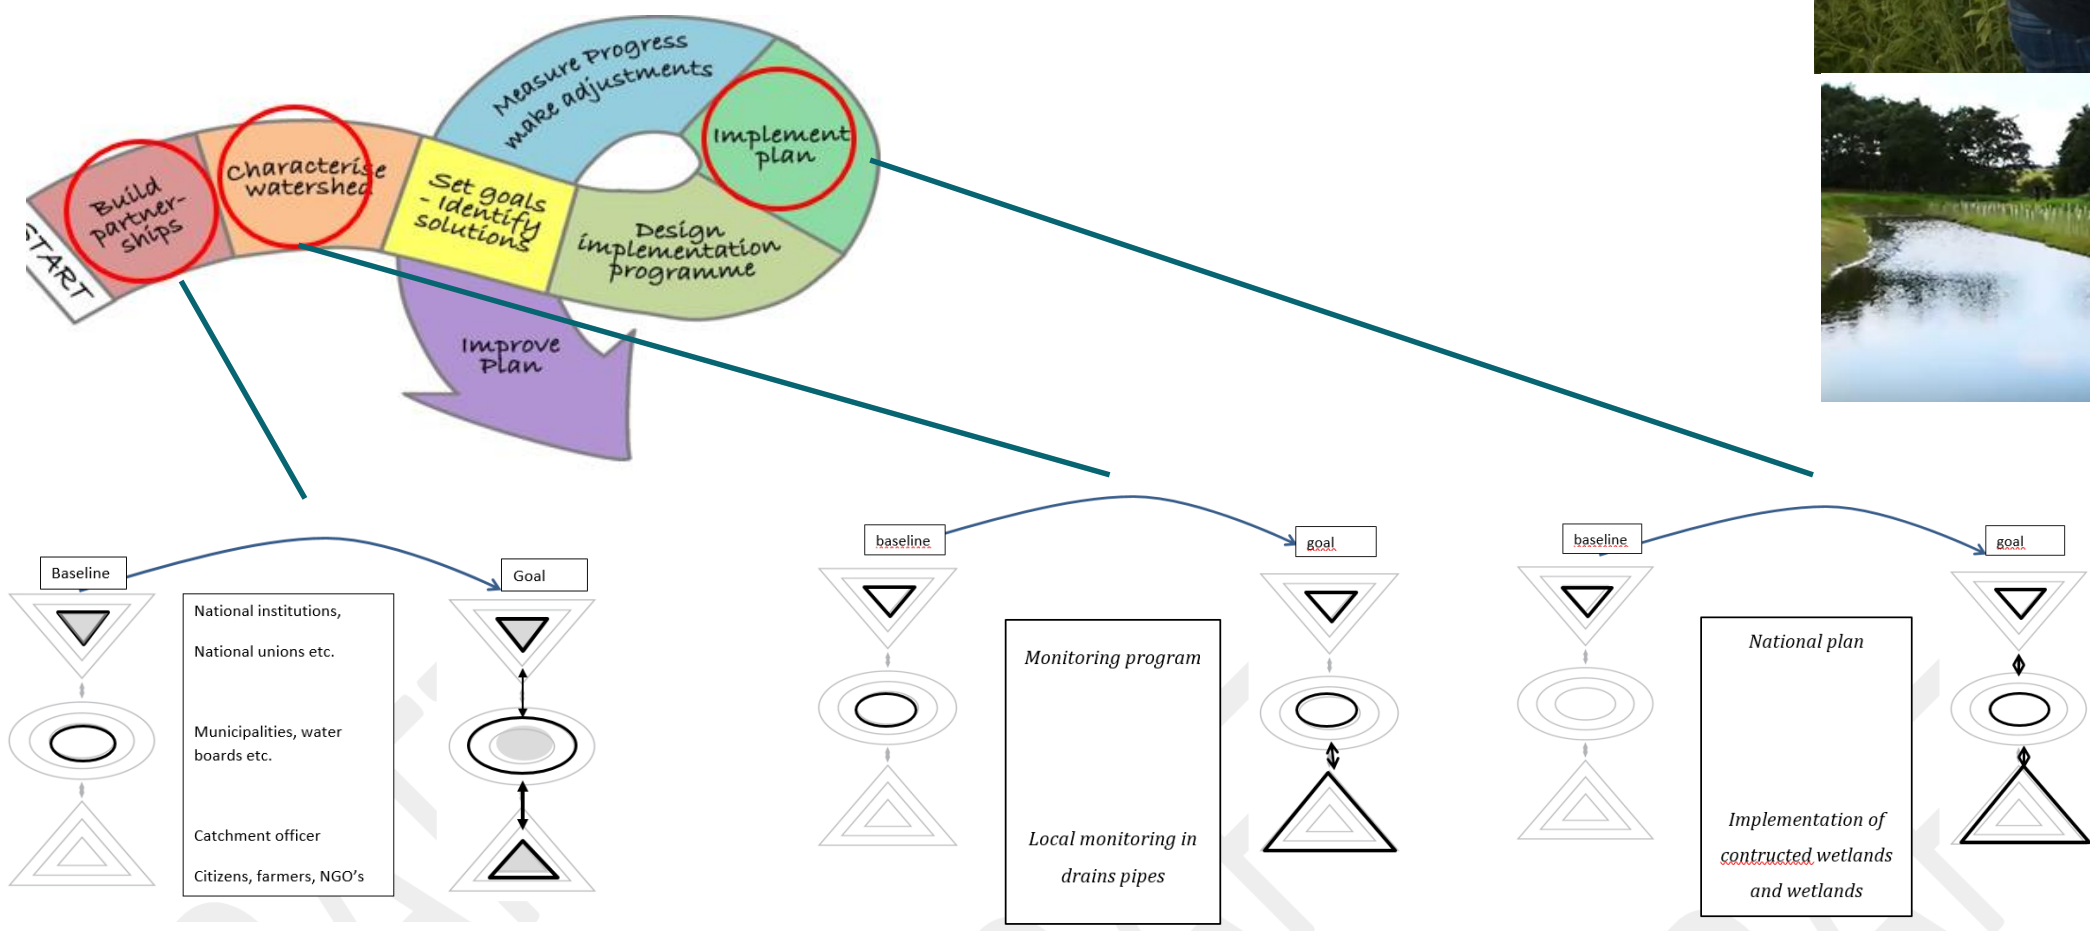 START
Build
partner-
ships
Characterise
watershed
Set goals
- Identify
solutions
Measure Progress
make adjustments
Implement
plan
Design
implementation
programme
Improve
Plan
Baseline
Goal
National institutions,
National unions etc.
Municipalities, water
boards etc.
Catchment officer
Citizens, farmers, NGO's
baseline
goal
Monitoring program
Local monitoring in
drains pipes
baseline
goal
National plan
Implementation of
contructed wetlands
and wetlands